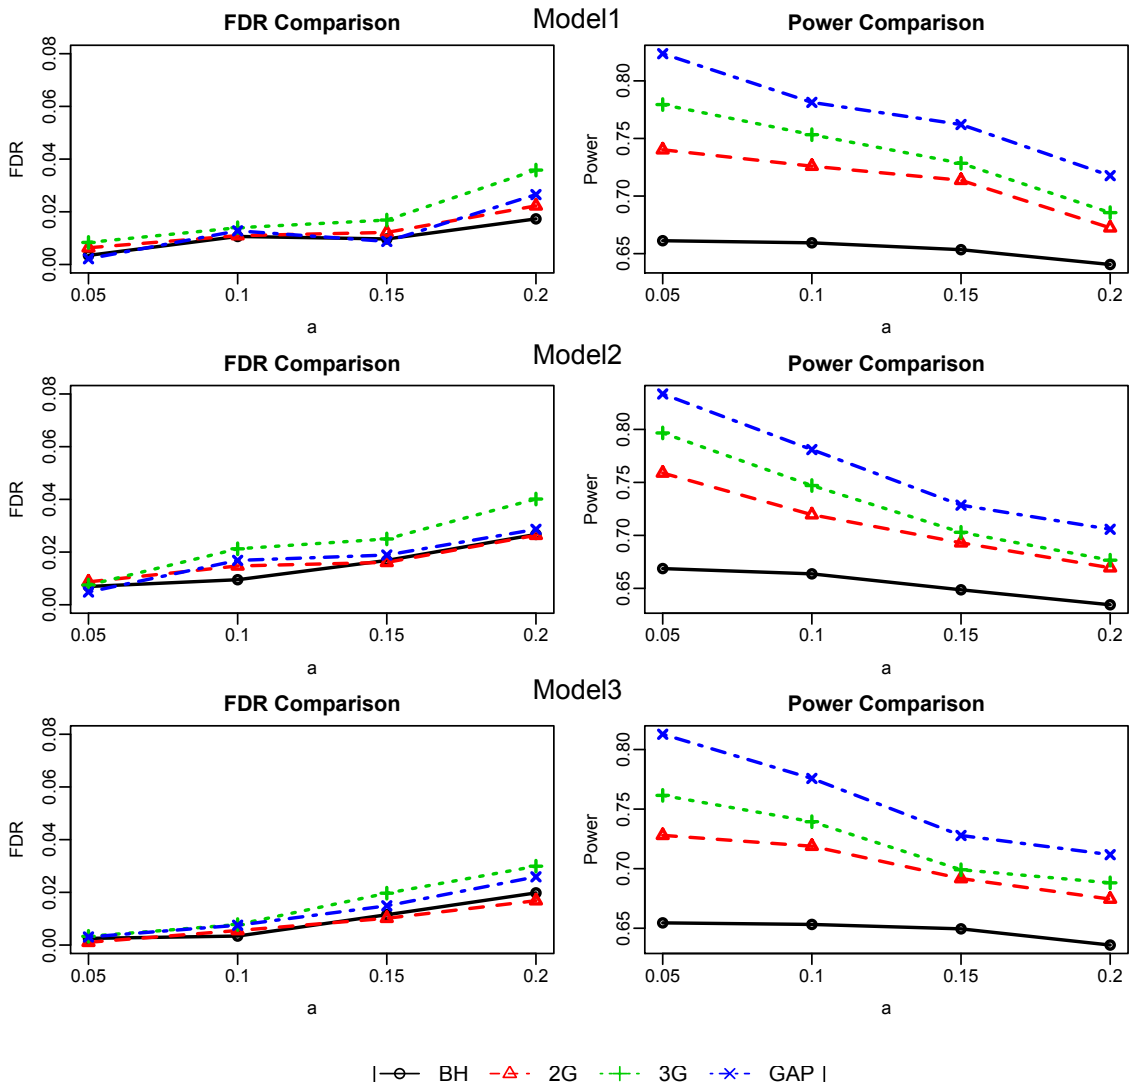 Model1
FDR Comparison
Power Comparison
FDR
0.00 0.02 0.04 0.06 0.08
0.05 0.1 0.15 0.2
a
Power
0.65 0.70 0.75 0.80
0.05 0.1 0.15 0.2
a
Model2
FDR Comparison
Power Comparison
FDR
0.00 0.02 0.04 0.06 0.08
0.05 0.1 0.15 0.2
a
Power
0.65 0.70 0.75 0.80
0.05 0.1 0.15 0.2
a
Model3
FDR Comparison
Power Comparison
FDR
0.00 0.02 0.04 0.06 0.08
0.05 0.1 0.15 0.2
a
Power
0.65 0.70 0.75 0.80
0.05 0.1 0.15 0.2
a
BH 2G 3G GAP